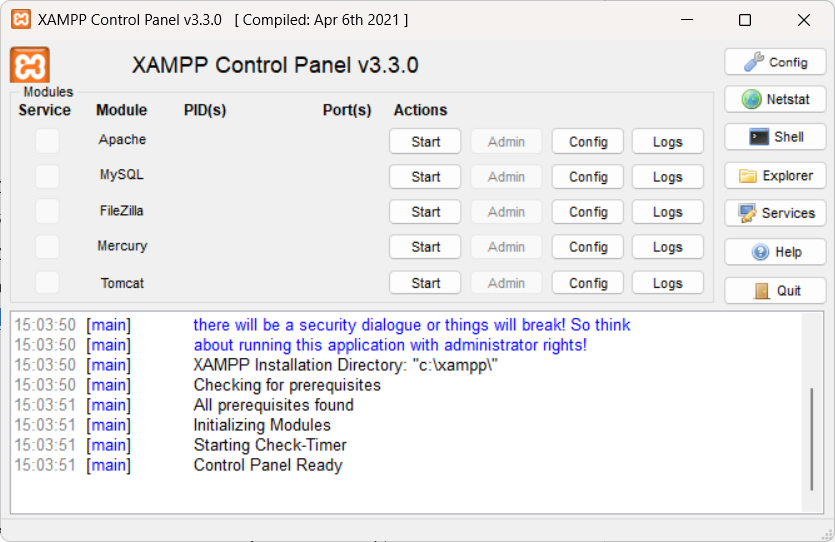 XAMPP Control Panel v3.3.0 [ Compiled: Apr 6th 2021 ]
XAMPP Control Panel v3.3.0
Config
Modules
Service Module PID(s) Port(s) Actions
Netstat
Apache Start Admin Config Logs
Shell
MySQL Start Admin Config Logs
Explorer
FileZilla Start Admin Config Logs
Services
Mercury Start Admin Config Logs
Help
Tomcat Start Admin Config Logs
Quit
15:03:50 [main] there will be a security dialogue or things will break! So think
15:03:50 [main] about running this application with administrator rights!
15:03:50 [main] XAMPP Installation Directory: "c:\xampp\"
15:03:50 [main] Checking for prerequisites
15:03:51 [main] All prerequisites found
15:03:51 [main] Initializing Modules
15:03:51 [main] Starting Check-Timer
15:03:51 [main] Control Panel Ready